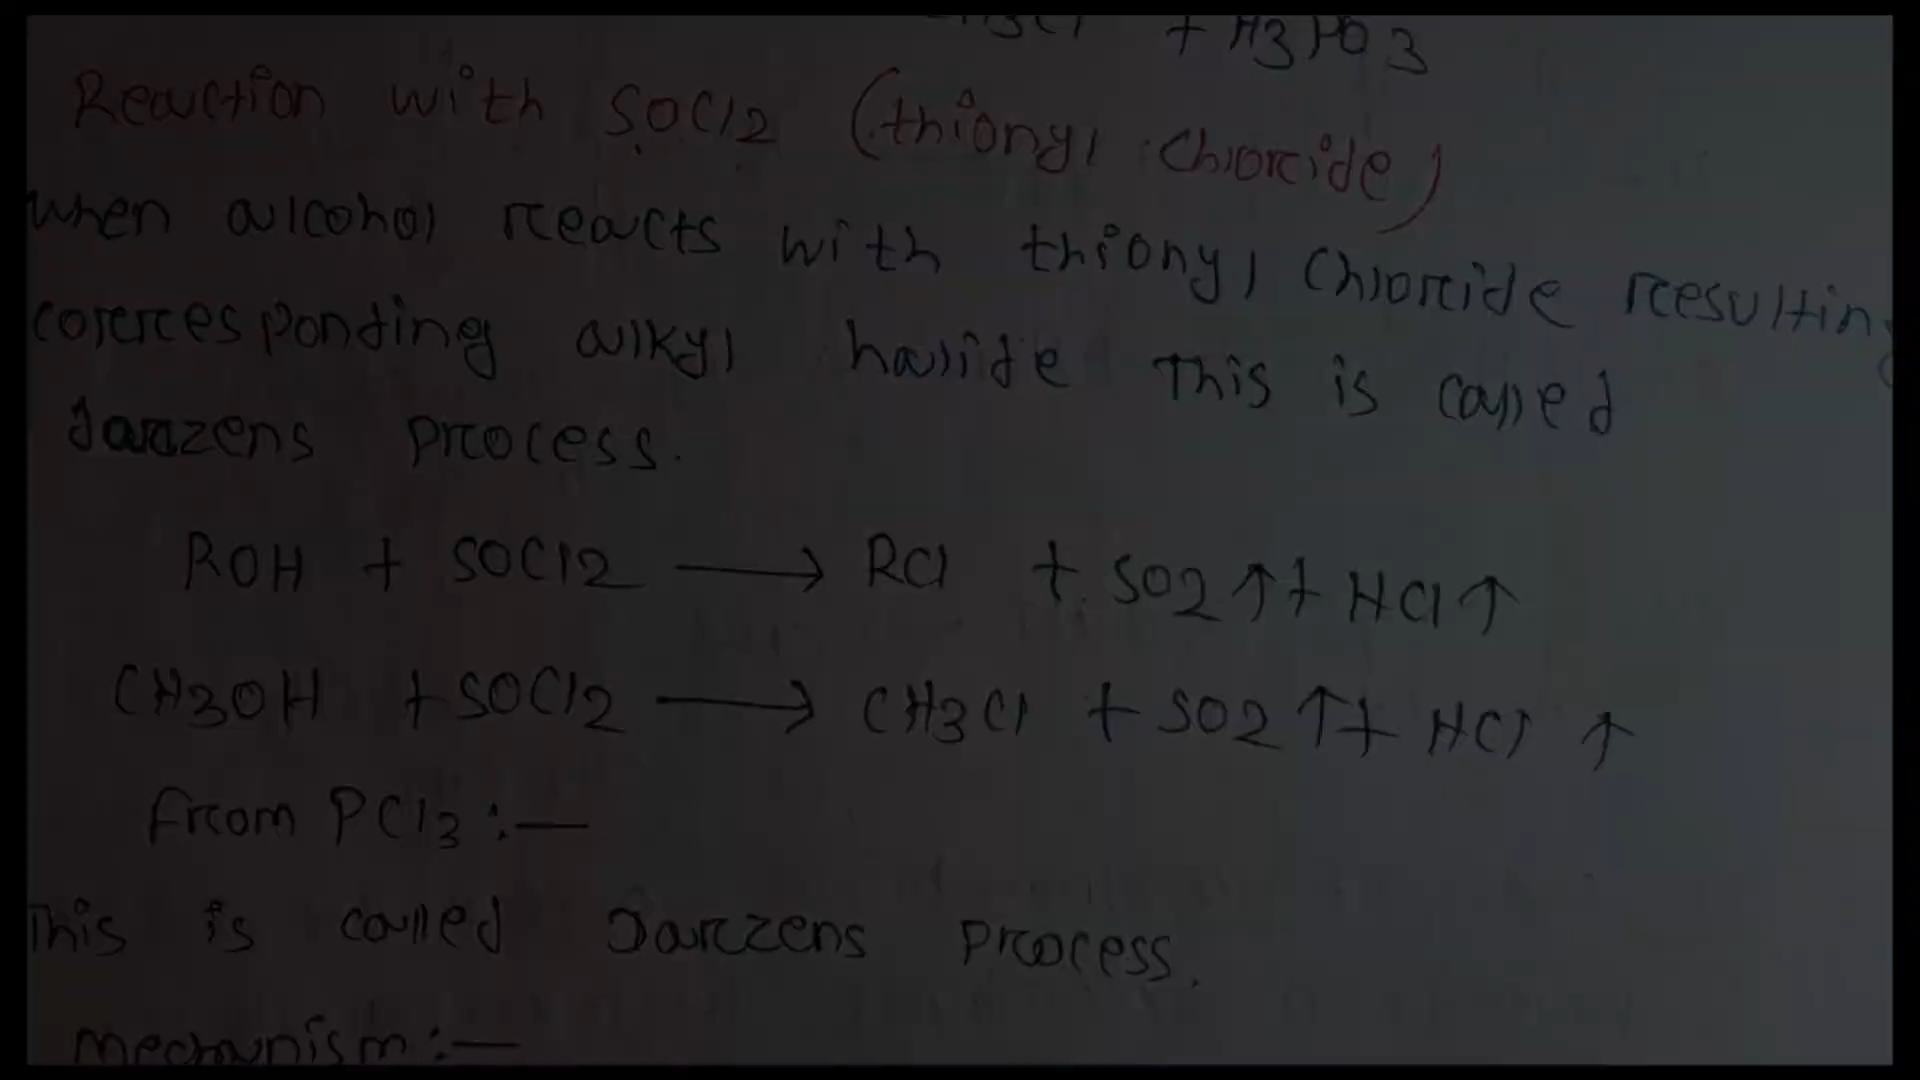 + H3PO3
Reaction with SOCl2 (thionyl chloride)
when alcohol reacts with thionyl chloride resulting
corresponding alkyl halide This is called
darzens process.
ROH + SOCl2 → RCl + SO2↑ + HCl↑
CH3OH + SOCl2 → CH3Cl + SO2↑ + HCl ↑
from PCl3 :—
This is called Darzens process.
mechanism :—